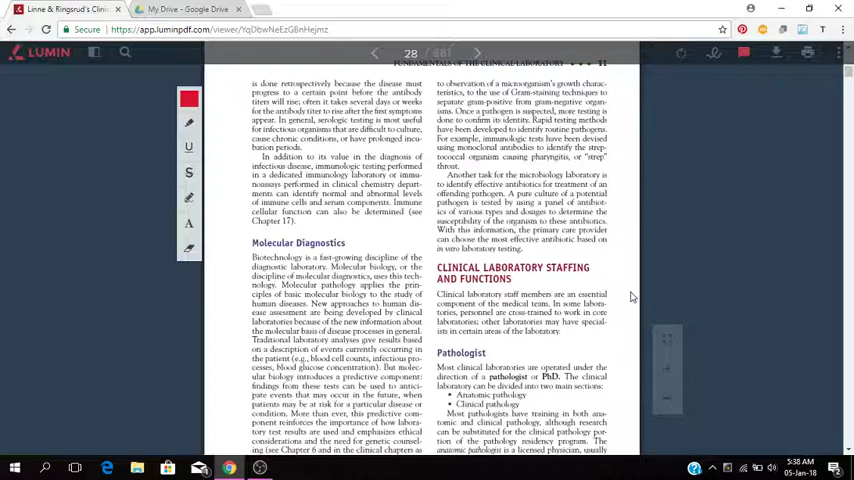 Linne & Ringsrud's Clinic
My Drive - Google Drive
Secure
https://app.luminpdf.com/viewer/YqDbwNeEzGBnHejmz
LUMIN
28 / 681
FUNDAMENTALS OF THE CLINICAL LABORATORY 11
is done retrospectively because the disease must
progress to a certain point before the antibody
titers will rise; often it takes several days or weeks
for the antibody titer to rise after the first symptoms
appear. In general, serologic testing is most useful
for infectious organisms that are difficult to culture,
cause chronic conditions, or have prolonged incu-
bation periods.
In addition to its value in the diagnosis of
infectious disease, immunologic testing performed
in a dedicated immunology laboratory or immu-
noassays performed in clinical chemistry depart-
ments can identify normal and abnormal levels
of immune cells and serum components. Immune
cellular function can also be determined (see
Chapter 17).
Molecular Diagnostics
Biotechnology is a fast-growing discipline of the
diagnostic laboratory. Molecular biology, or the
discipline of molecular diagnostics, uses this tech-
nology. Molecular pathology applies the prin-
ciples of basic molecular biology to the study of
human diseases. New approaches to human dis-
ease assessment are being developed by clinical
laboratories because of the new information about
the molecular basis of disease processes in general.
Traditional laboratory analyses give results based
on a description of events currently occurring in
the patient (e.g., blood cell counts, infectious pro-
cesses, blood glucose concentration). But molec-
ular biology introduces a predictive component:
findings from these tests can be used to antici-
pate events that may occur in the future, when
patients may be at risk for a particular disease or
condition. More than ever, this predictive com-
ponent reinforces the importance of how labora-
tory test results are used and emphasizes ethical
considerations and the need for genetic counsel-
ing (see Chapter 6 and in the clinical chapters as
to observation of a microorganism's growth charac-
teristics, to the use of Gram-staining techniques to
separate gram-positive from gram-negative organ-
isms. Once a pathogen is suspected, more testing is
done to confirm its identity. Rapid testing methods
have been developed to identify routine pathogens.
For example, immunologic tests have been devised
using monoclonal antibodies to identify the strep-
tococcal organism causing pharyngitis, or "strep"
throat.
Another task for the microbiology laboratory is
to identify effective antibiotics for treatment of an
offending pathogen. A pure culture of a potential
pathogen is tested by using a panel of antibiot-
ics of various types and dosages to determine the
susceptibility of the organism to these antibiotics.
With this information, the primary care provider
can choose the most effective antibiotic based on
in vitro laboratory testing.
CLINICAL LABORATORY STAFFING
AND FUNCTIONS
Clinical laboratory staff members are an essential
component of the medical team. In some labora-
tories, personnel are cross-trained to work in core
laboratories; other laboratories may have special-
ists in certain areas of the laboratory.
Pathologist
Most clinical laboratories are operated under the
direction of a pathologist or PhD. The clinical
laboratory can be divided into two main sections:
• Anatomic pathology
• Clinical pathology
Most pathologists have training in both ana-
tomic and clinical pathology, although research
can be substituted for the clinical pathology por-
tion of the pathology residency program. The
anatomic pathologist is a licensed physician, usually
U
S
A
5:38 AM
05-Jan-18
2